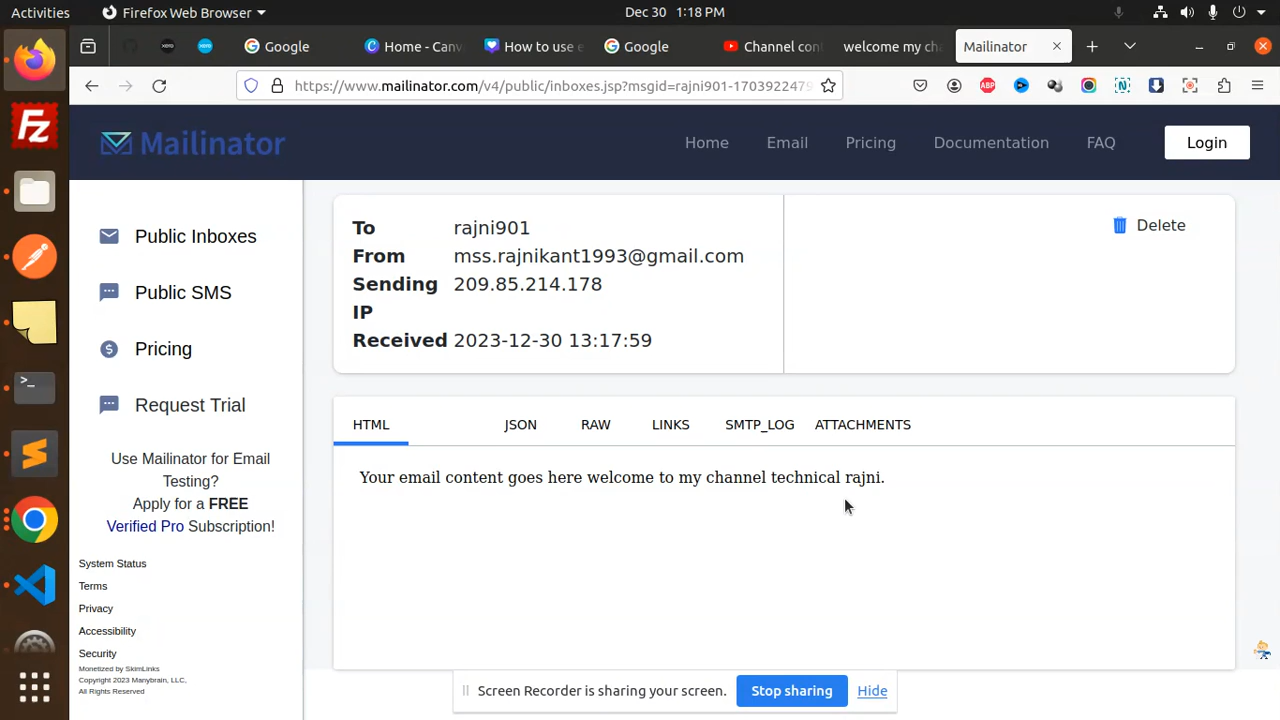 Activities
Firefox Web Browser
Dec 30 1:18 PM
xero
xero
Google
Home - Canv
How to use e
Google
Channel con
welcome my cha
Mailinator
https://www.mailinator.com/v4/public/inboxes.jsp?msgid=rajni901-1703922479
ABP
Mailinator
Home
Email
Pricing
Documentation
FAQ
Login
Public Inboxes
Public SMS
Pricing
Request Trial
Use Mailinator for Email
Testing?
Apply for a FREE
Verified Pro Subscription!
System Status
Terms
Privacy
Accessibility
Security
Monetized by SkimLinks
Copyright 2023 Manybrain, LLC,
All Rights Reserved
To rajni901
From mss.rajnikant1993@gmail.com
Sending 209.85.214.178
IP
Received 2023-12-30 13:17:59
Delete
HTML
JSON
RAW
LINKS
SMTP_LOG
ATTACHMENTS
Your email content goes here welcome to my channel technical rajni.
Screen Recorder is sharing your screen.
Stop sharing
Hide